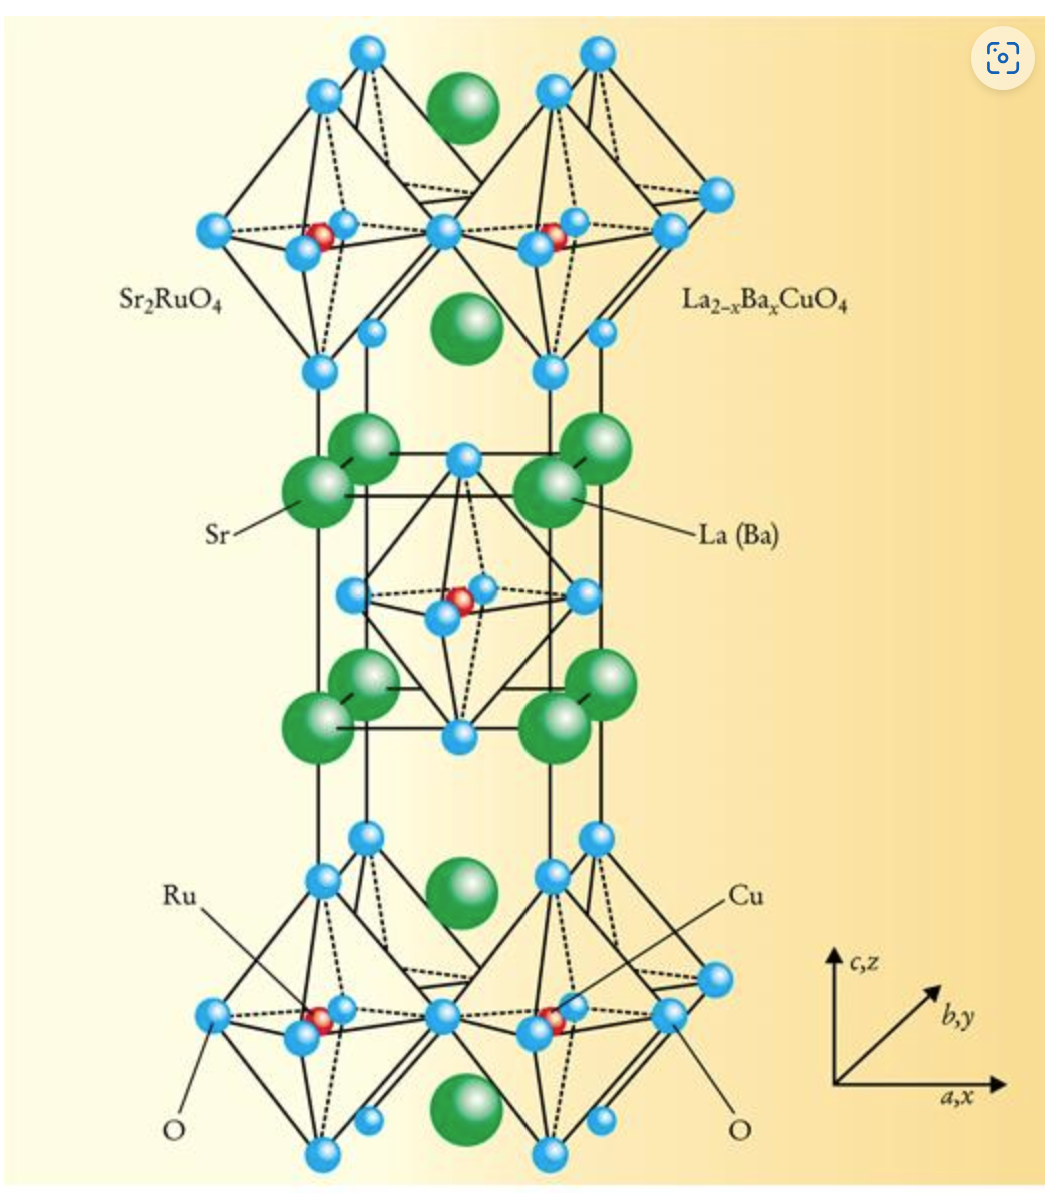 Sr₂RuO₄
La₂₋ₓBaₓCuO₄
Sr
La (Ba)
Ru
Cu
c,z
b,y
a,x
O
O